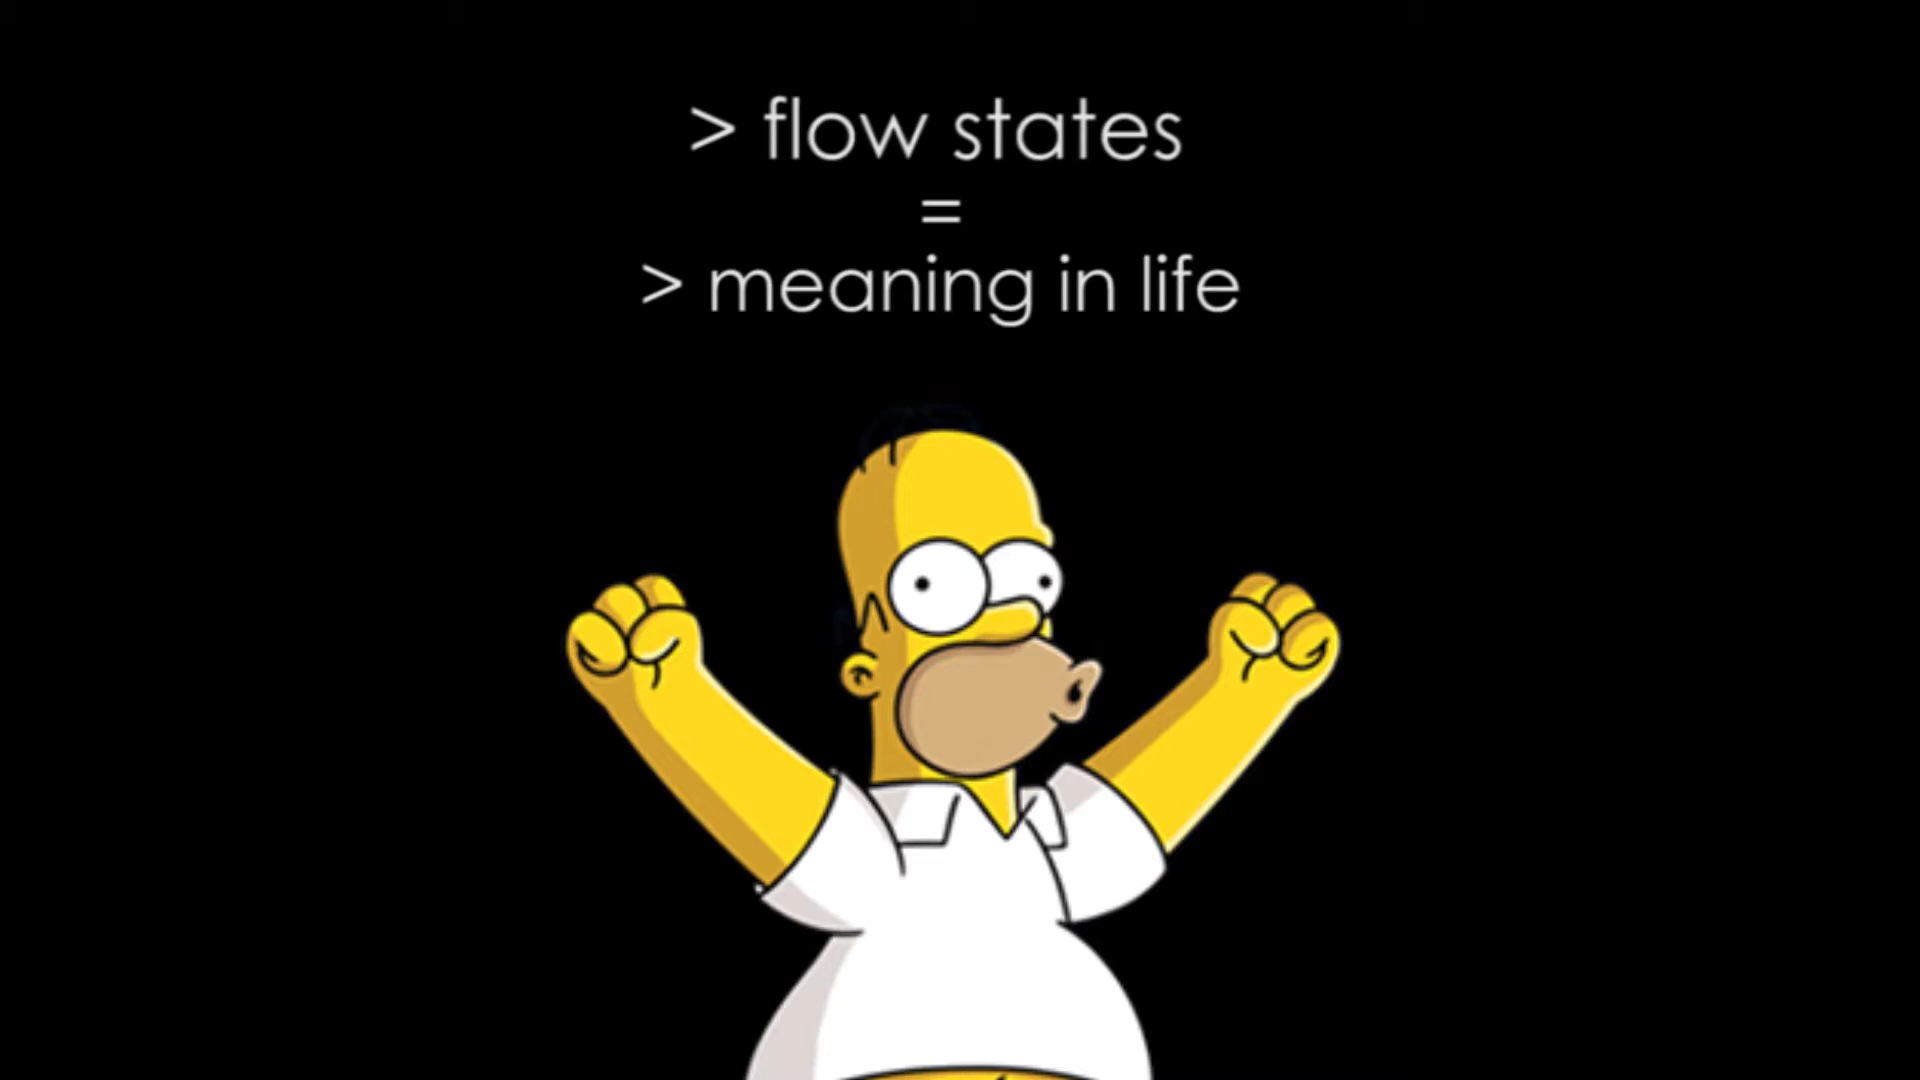 > flow states
=
> meaning in life